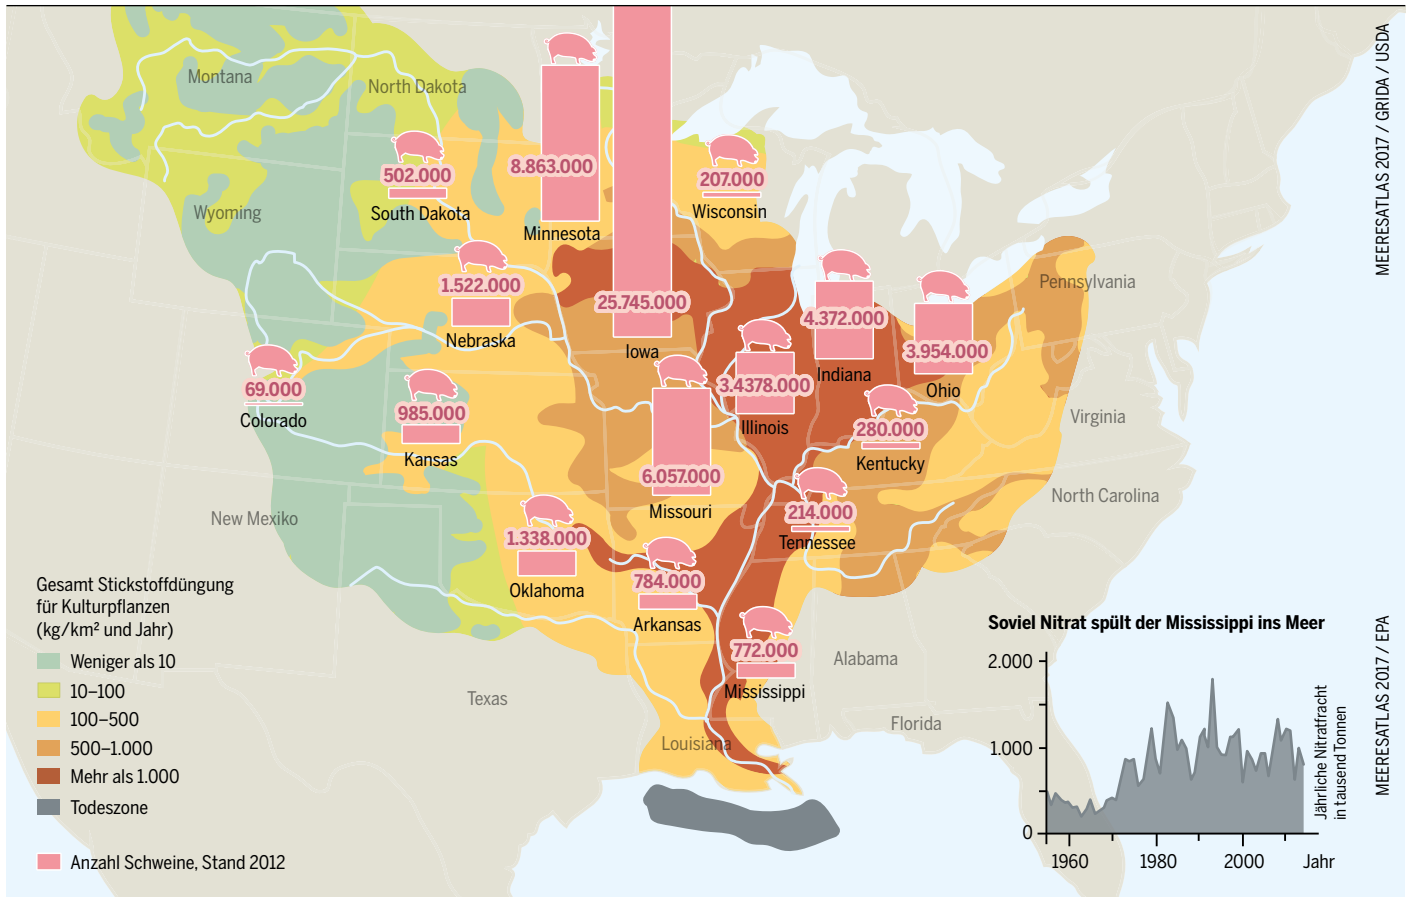 MEERESATLAS 2017 / GRIDA / USDA
Montana
North Dakota
502.000
South Dakota
Wyoming
8.863.000
Minnesota
207.000
Wisconsin
1.522.000
Nebraska
25.745.000
Iowa
4.372.000
Indiana
3.954.000
Ohio
Pennsylvania
69.000
Colorado
985.000
Kansas
3.4378.000
Illinois
280.000
Kentucky
Virginia
6.057.000
Missouri
North Carolina
New Mexiko
214.000
Tennessee
1.338.000
Oklahoma
784.000
Arkansas
772.000
Mississippi
Alabama
Texas
Louisiana
Florida
Gesamt Stickstoffdüngung
für Kulturpflanzen
(kg/km² und Jahr)
Weniger als 10
10–100
100–500
500–1.000
Mehr als 1.000
Todeszone
Anzahl Schweine, Stand 2012
Soviel Nitrat spült der Mississippi ins Meer
2.000
1.000
0
1960
1980
2000
Jahr
Jährliche Nitratfracht
in tausend Tonnen
MEERESATLAS 2017 / EPA